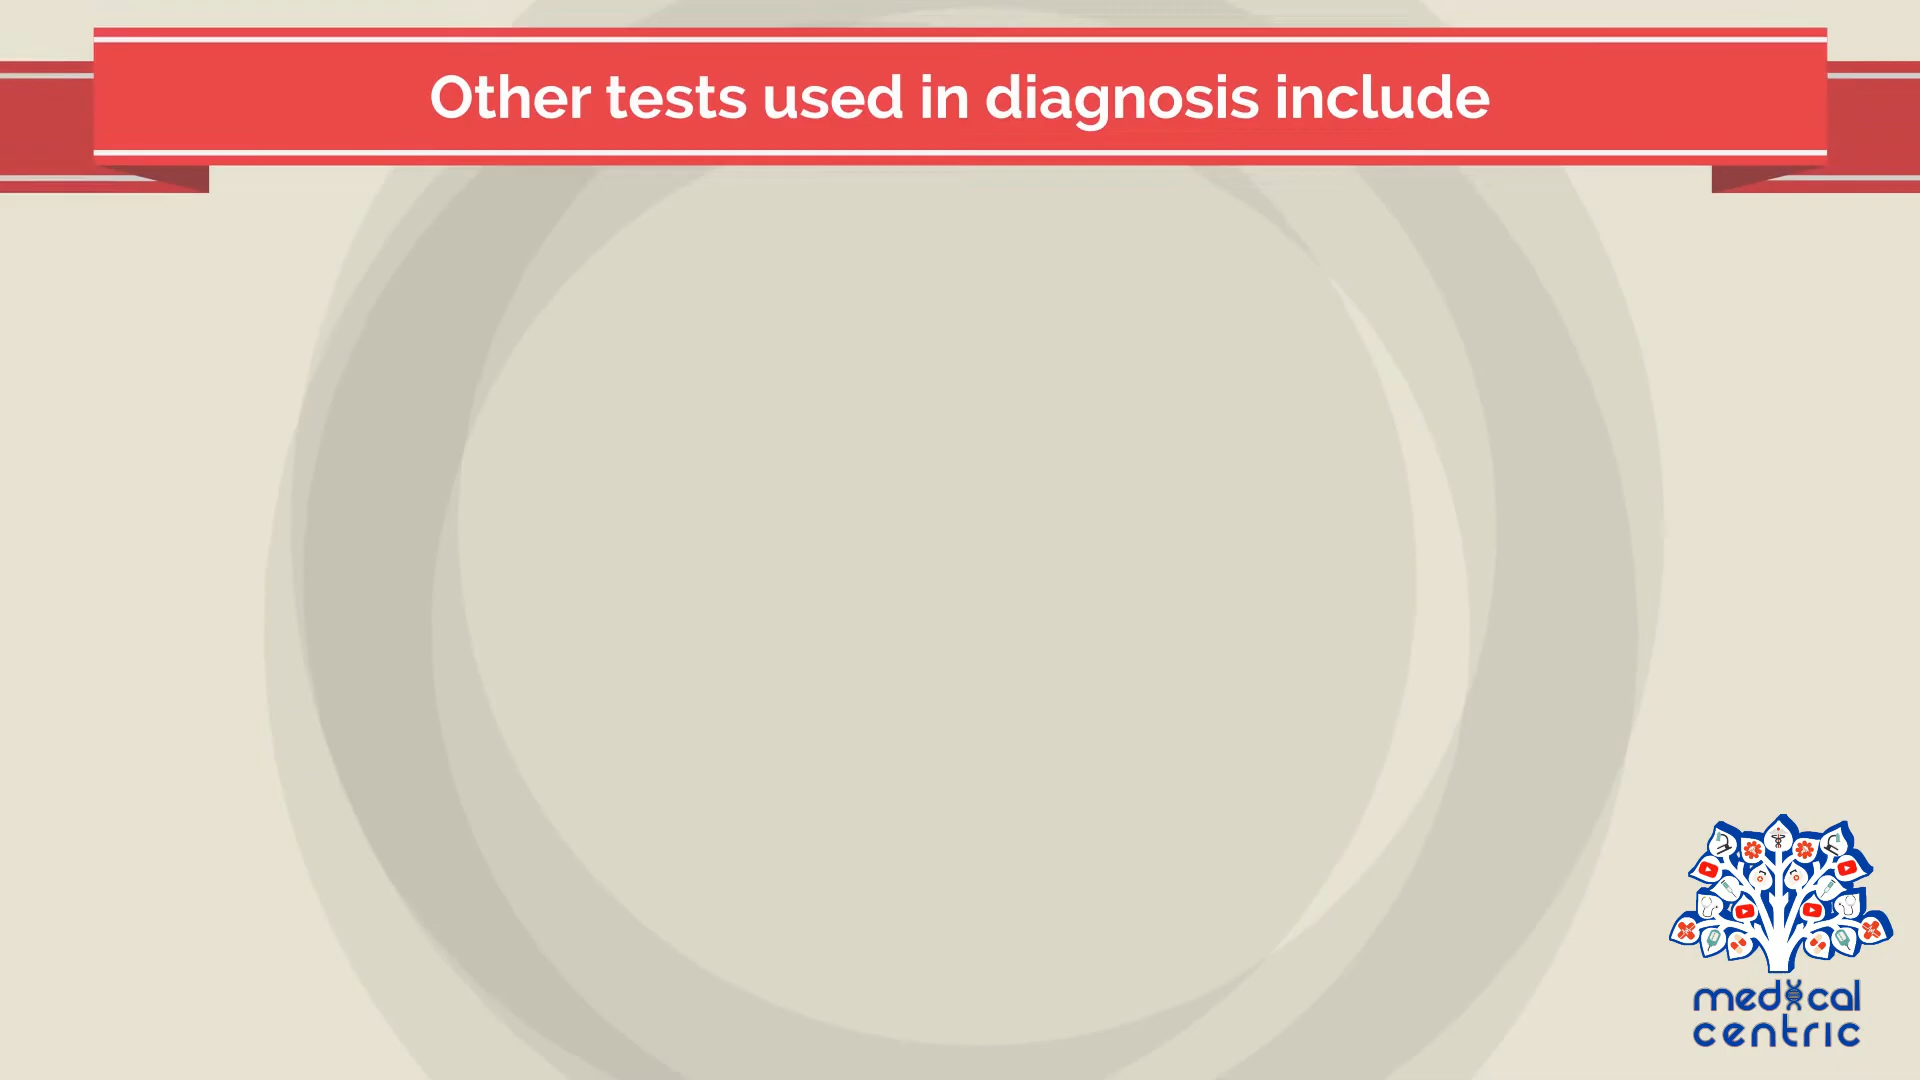 Other tests used in diagnosis include
medical
centric